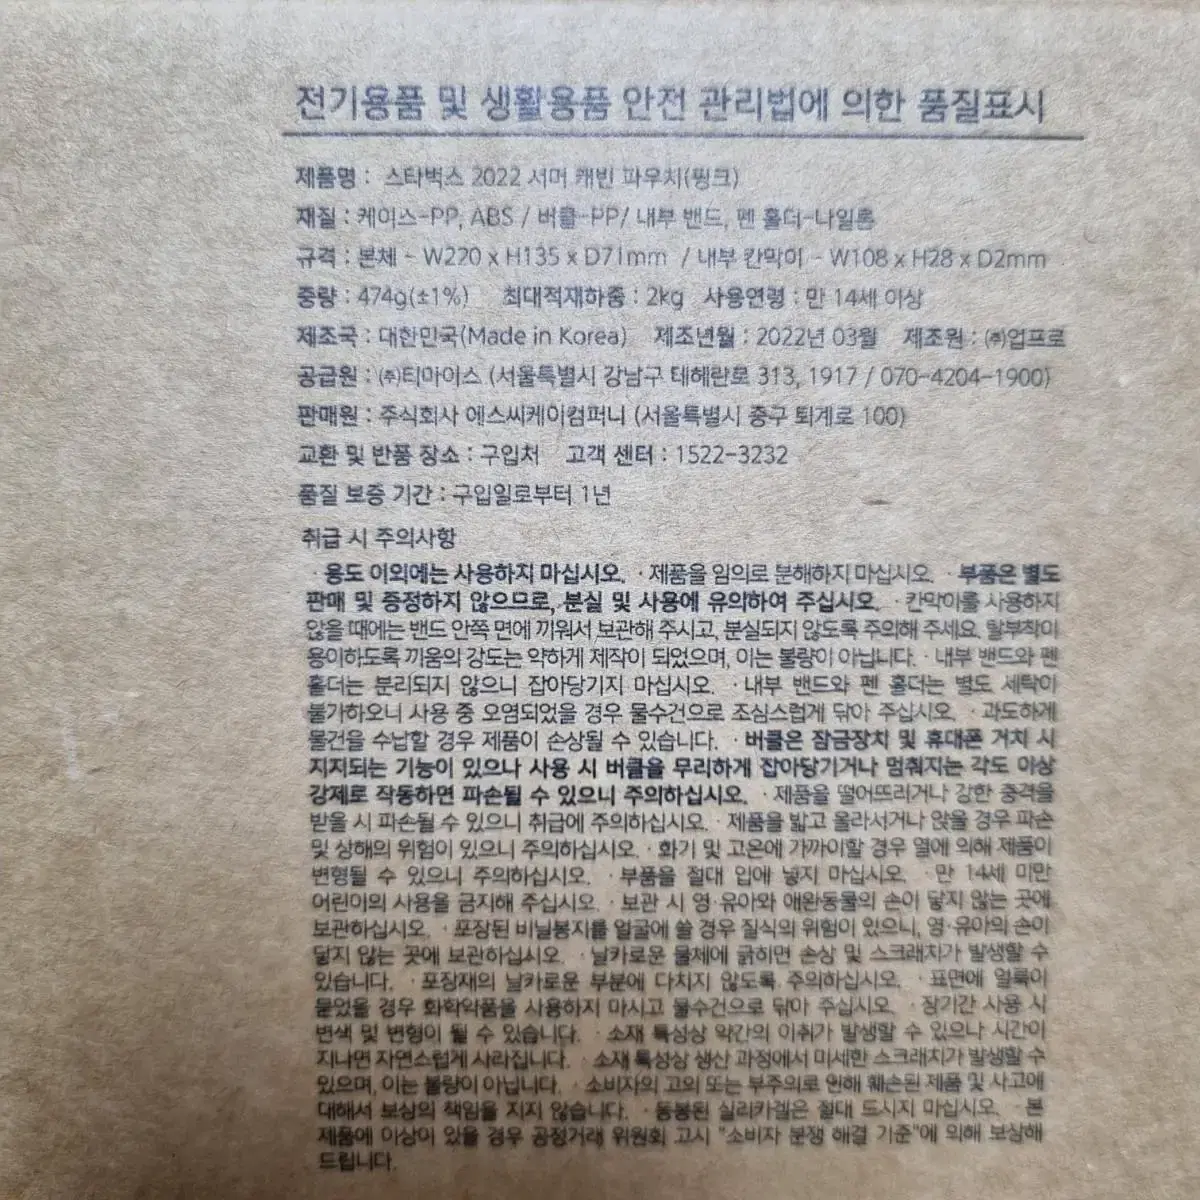 전기용품 및 생활용품 안전 관리법에 의한 품질표시
제품명 : 스타벅스 2022 서머 캐빈 파우치(핑크)
재질 : 케이스-PP, ABS / 버클-PP/ 내부 밴드, 펜 홀더-나일론
규격 : 본체 - W220 x H135 x D71mm / 내부 칸막이 - W108 x H28 x D2mm
중량 : 474g(±1%) 최대적재하중 : 2kg 사용연령 : 만 14세 이상
제조국 : 대한민국(Made in Korea) 제조년월 : 2022년 03월 제조원 : ㈜업프로
공급원 : ㈜티마이스 (서울특별시 강남구 테헤란로 313, 1917 / 070-4204-1900)
판매원 : 주식회사 에스씨케이컴퍼니 (서울특별시 중구 퇴계로 100)
교환 및 반품 장소 : 구입처 고객 센터 : 1522-3232
품질 보증 기간 : 구입일로부터 1년
취급 시 주의사항
· 용도 이외에는 사용하지 마십시오. · 제품을 임의로 분해하지 마십시오. · 부품은 별도
판매 및 증정하지 않으므로, 분실 및 사용에 유의하여 주십시오. · 칸막이를 사용하지
않을 때에는 밴드 안쪽 면에 끼워서 보관해 주시고, 분실되지 않도록 주의해 주세요. 탈부착이
용이하도록 끼움의 강도는 약하게 제작이 되었으며, 이는 불량이 아닙니다. · 내부 밴드와 펜
홀더는 분리되지 않으니 잡아당기지 마십시오. · 내부 밴드와 펜 홀더는 별도 세탁이
불가하오니 사용 중 오염되었을 경우 물수건으로 조심스럽게 닦아 주십시오. · 과도하게
물건을 수납할 경우 제품이 손상될 수 있습니다. · 버클은 잠금장치 및 휴대폰 거치 시
지지되는 기능이 있으나 사용 시 버클을 무리하게 잡아당기거나 멈춰지는 각도 이상
강제로 작동하면 파손될 수 있으니 주의하십시오. · 제품을 떨어뜨리거나 강한 충격을
받을 시 파손될 수 있으니 취급에 주의하십시오. · 제품을 밟고 올라서거나 앉을 경우 파손
및 상해의 위험이 있으니 주의하십시오. · 화기 및 고온에 가까이할 경우 열에 의해 제품이
변형될 수 있으니 주의하십시오. · 부품을 절대 입에 넣지 마십시오. · 만 14세 미만
어린이의 사용을 금지해 주십시오. · 보관 시 영·유아와 애완동물의 손이 닿지 않는 곳에
보관하십시오. · 포장된 비닐봉지를 얼굴에 쓸 경우 질식의 위험이 있으니, 영·유아의 손이
닿지 않는 곳에 보관하십시오. · 날카로운 물체에 긁히면 손상 및 스크래치가 발생할 수
있습니다. · 포장재의 날카로운 부분에 다치지 않도록 주의하십시오. · 표면에 얼룩이
묻었을 경우 화학약품을 사용하지 마시고 물수건으로 닦아 주십시오. · 장기간 사용 시
변색 및 변형이 될 수 있습니다. · 소재 특성상 약간의 이취가 발생할 수 있으나 시간이
지나면 자연스럽게 사라집니다. · 소재 특성상 생산 과정에서 미세한 스크래치가 발생할 수
있으며, 이는 불량이 아닙니다. · 소비자의 고의 또는 부주의로 인해 훼손된 제품 및 사고에
대해서 보상의 책임을 지지 않습니다. · 동봉된 실리카겔은 절대 드시지 마십시오. · 본
제품에 이상이 있을 경우 공정거래 위원회 고시 "소비자 분쟁 해결 기준"에 의해 보상해
드립니다.